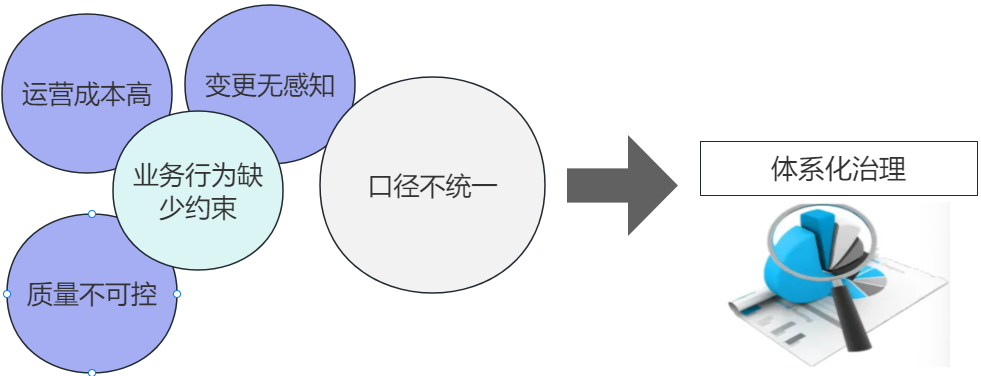 运营成本高
变更无感知
业务行为缺
少约束
口径不统一
质量不可控
体系化治理